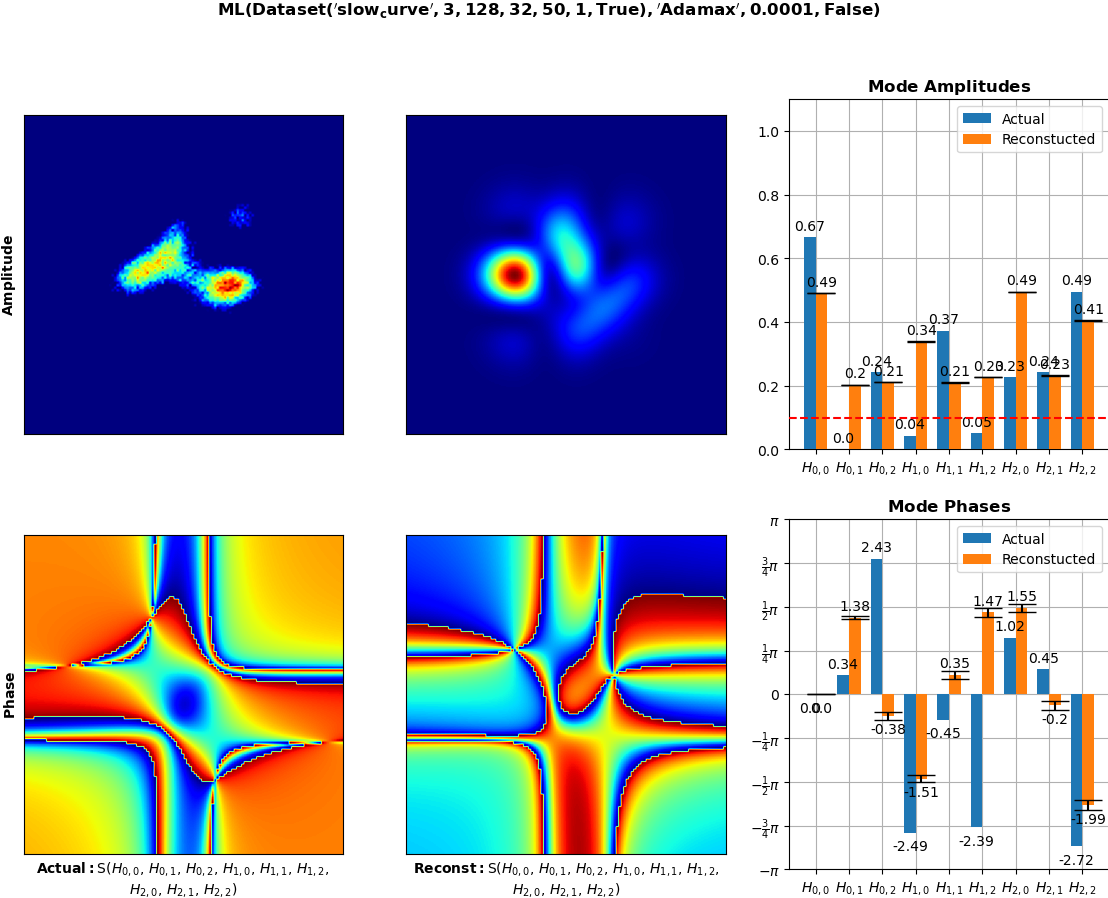 ML(Dataset('slow_curve', 3, 128, 32, 50, 1, True), 'Adamax', 0.0001, False)
Amplitude
Mode Amplitudes
Actual
Reconstucted
1.0
0.8
0.6
0.4
0.2
0.0
0.67
0.49
0.0
0.2
0.24
0.21
0.04
0.34
0.37
0.21
0.05
0.23
0.23
0.49
0.24
0.23
0.49
0.41
H0,0 H0,1 H0,2 H1,0 H1,1 H1,2 H2,0 H2,1 H2,2
Phase
Actual: S(H0,0, H0,1, H0,2, H1,0, H1,1, H1,2,
H2,0, H2,1, H2,2)
Reconst: S(H0,0, H0,1, H0,2, H1,0, H1,1, H1,2,
H2,0, H2,1, H2,2)
Mode Phases
Actual
Reconstucted
π
3/4π
1/2π
1/4π
0
−1/4π
−1/2π
−3/4π
−π
0.0
0.0
0.34
1.38
2.43
-0.38
-2.49
-1.51
-0.45
0.35
-2.39
1.47
1.02
1.55
0.45
-0.2
-2.72
-1.99
H0,0 H0,1 H0,2 H1,0 H1,1 H1,2 H2,0 H2,1 H2,2